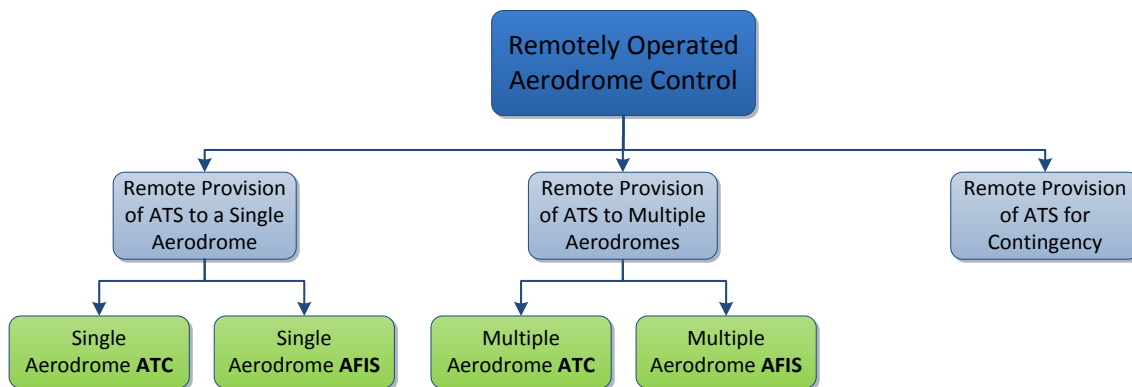 Remotely Operated
Aerodrome Control
Remote Provision
of ATS to a Single
Aerodrome
Remote Provision
of ATS to Multiple
Aerodromes
Remote Provision
of ATS for
Contingency
Single
Aerodrome ATC
Single
Aerodrome AFIS
Multiple
Aerodrome ATC
Multiple
Aerodrome AFIS